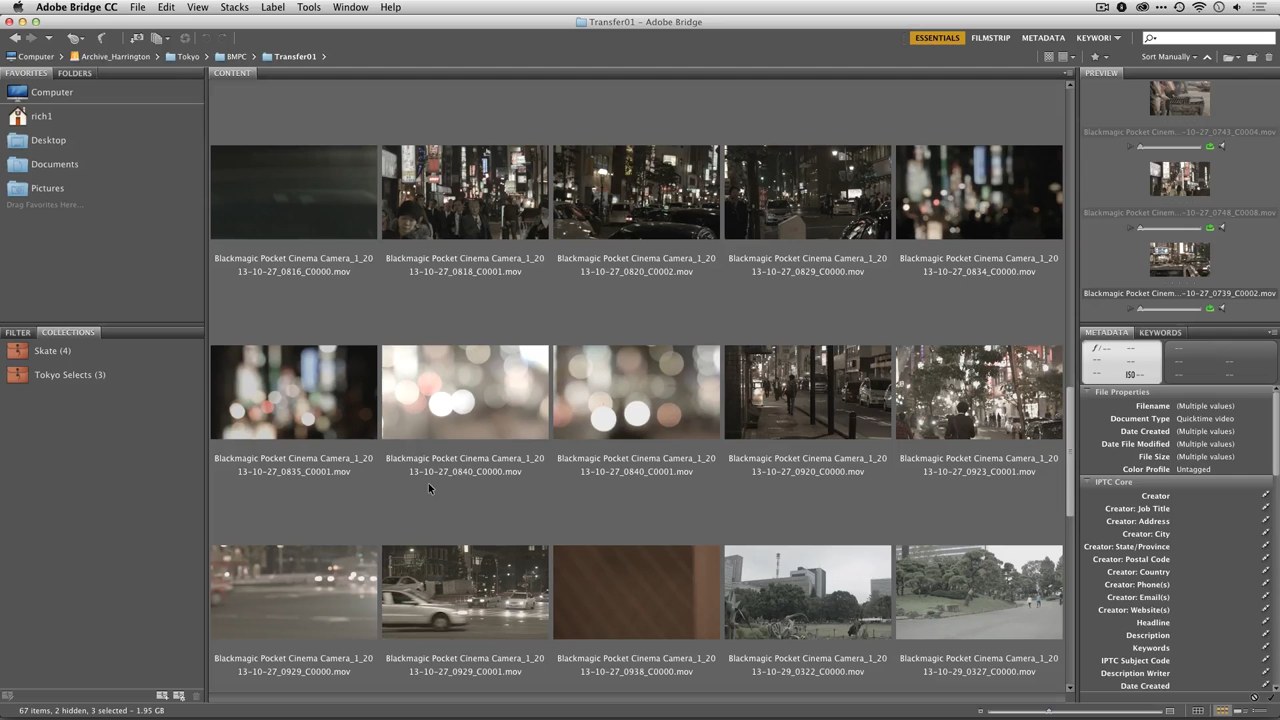 Adobe Bridge CC File Edit View Stacks Label Tools Window Help
Transfer01 – Adobe Bridge
ESSENTIALS FILMSTRIP METADATA KEYWORI
Computer Archive_Harrington Tokyo BMPC Transfer01
Sort Manually
FAVORITES FOLDERS
Computer
rich1
Desktop
Documents
Pictures
Drag Favorites Here...
FILTER COLLECTIONS
Skate (4)
Tokyo Selects (3)
CONTENT
Blackmagic Pocket Cinema Camera_1_20
13-10-27_0816_C0000.mov
Blackmagic Pocket Cinema Camera_1_20
13-10-27_0818_C0001.mov
Blackmagic Pocket Cinema Camera_1_20
13-10-27_0820_C0002.mov
Blackmagic Pocket Cinema Camera_1_20
13-10-27_0829_C0000.mov
Blackmagic Pocket Cinema Camera_1_20
13-10-27_0834_C0000.mov
Blackmagic Pocket Cinema Camera_1_20
13-10-27_0835_C0001.mov
Blackmagic Pocket Cinema Camera_1_20
13-10-27_0840_C0000.mov
Blackmagic Pocket Cinema Camera_1_20
13-10-27_0840_C0001.mov
Blackmagic Pocket Cinema Camera_1_20
13-10-27_0920_C0000.mov
Blackmagic Pocket Cinema Camera_1_20
13-10-27_0923_C0001.mov
Blackmagic Pocket Cinema Camera_1_20
13-10-27_0929_C0000.mov
Blackmagic Pocket Cinema Camera_1_20
13-10-27_0929_C0001.mov
Blackmagic Pocket Cinema Camera_1_20
13-10-27_0938_C0000.mov
Blackmagic Pocket Cinema Camera_1_20
13-10-29_0322_C0000.mov
Blackmagic Pocket Cinema Camera_1_20
13-10-29_0327_C0000.mov
PREVIEW
Blackmagic Pocket Cinem...-10-27_0743_C0004.mov
Blackmagic Pocket Cinem...-10-27_0748_C0008.mov
Blackmagic Pocket Cinem...-10-27_0739_C0002.mov
METADATA KEYWORDS
f/-- -- --
-- -- -- --
-- ISO -- --
File Properties
Filename (Multiple values)
Document Type Quicktime video
Date Created (Multiple values)
Date File Modified (Multiple values)
File Size (Multiple values)
Color Profile Untagged
IPTC Core
Creator
Creator: Job Title
Creator: Address
Creator: City
Creator: State/Province
Creator: Postal Code
Creator: Country
Creator: Phone(s)
Creator: Email(s)
Creator: Website(s)
Headline
Description
Keywords
IPTC Subject Code
Description Writer
Date Created
67 items, 2 hidden, 3 selected - 1.95 GB